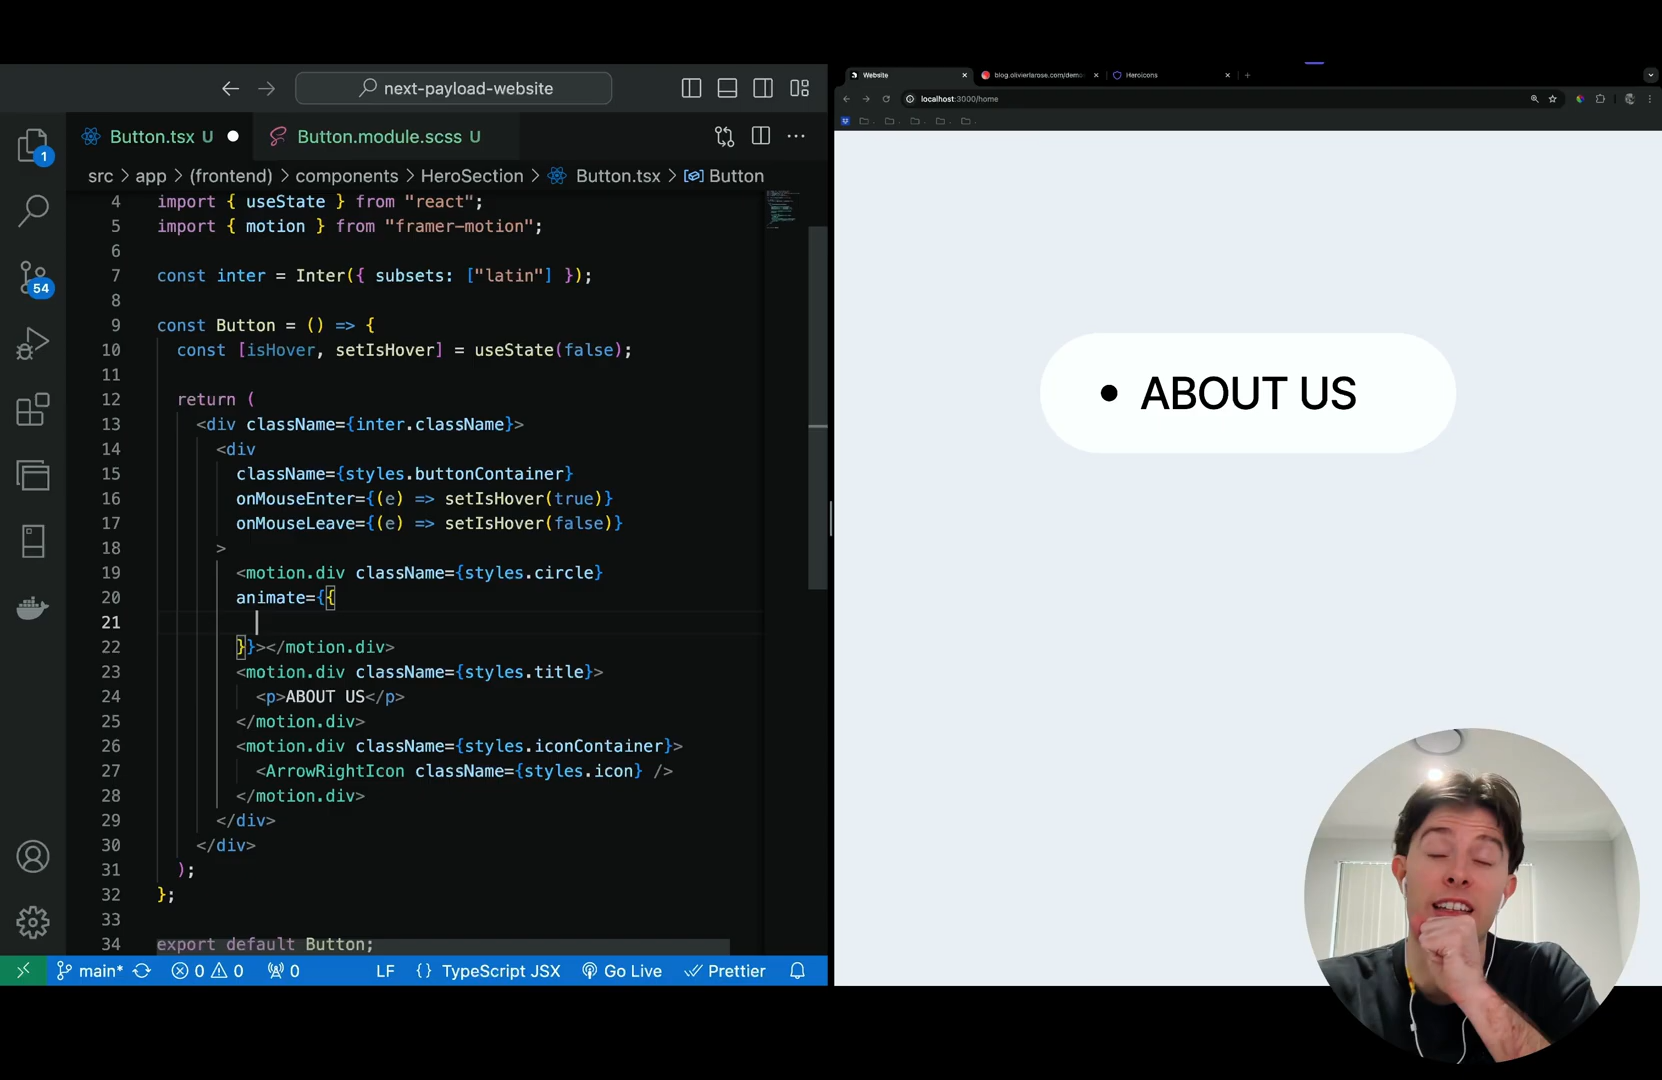 next-payload-website
Button.tsx U
Button.module.scss U
src > app > (frontend) > components > HeroSection > Button.tsx > Button
1
54
4 import { useState } from "react";
5 import { motion } from "framer-motion";
6
7 const inter = Inter({ subsets: ["latin"] });
8
9 const Button = () => {
10 const [isHover, setIsHover] = useState(false);
11
12 return (
13 <div className={inter.className}>
14 <div
15 className={styles.buttonContainer}
16 onMouseEnter={(e) => setIsHover(true)}
17 onMouseLeave={(e) => setIsHover(false)}
18 >
19 <motion.div className={styles.circle}
20 animate={{
21
22 }}></motion.div>
23 <motion.div className={styles.title}>
24 <p>ABOUT US</p>
25 </motion.div>
26 <motion.div className={styles.iconContainer}>
27 <ArrowRightIcon className={styles.icon} />
28 </motion.div>
29 </div>
30 </div>
31 );
32 };
33
34 export default Button;
main* 0 0 0 LF {} TypeScript JSX Go Live Prettier
Website
blog.olivierlarose.com/demo
Heroicons
localhost:3000/home
• ABOUT US